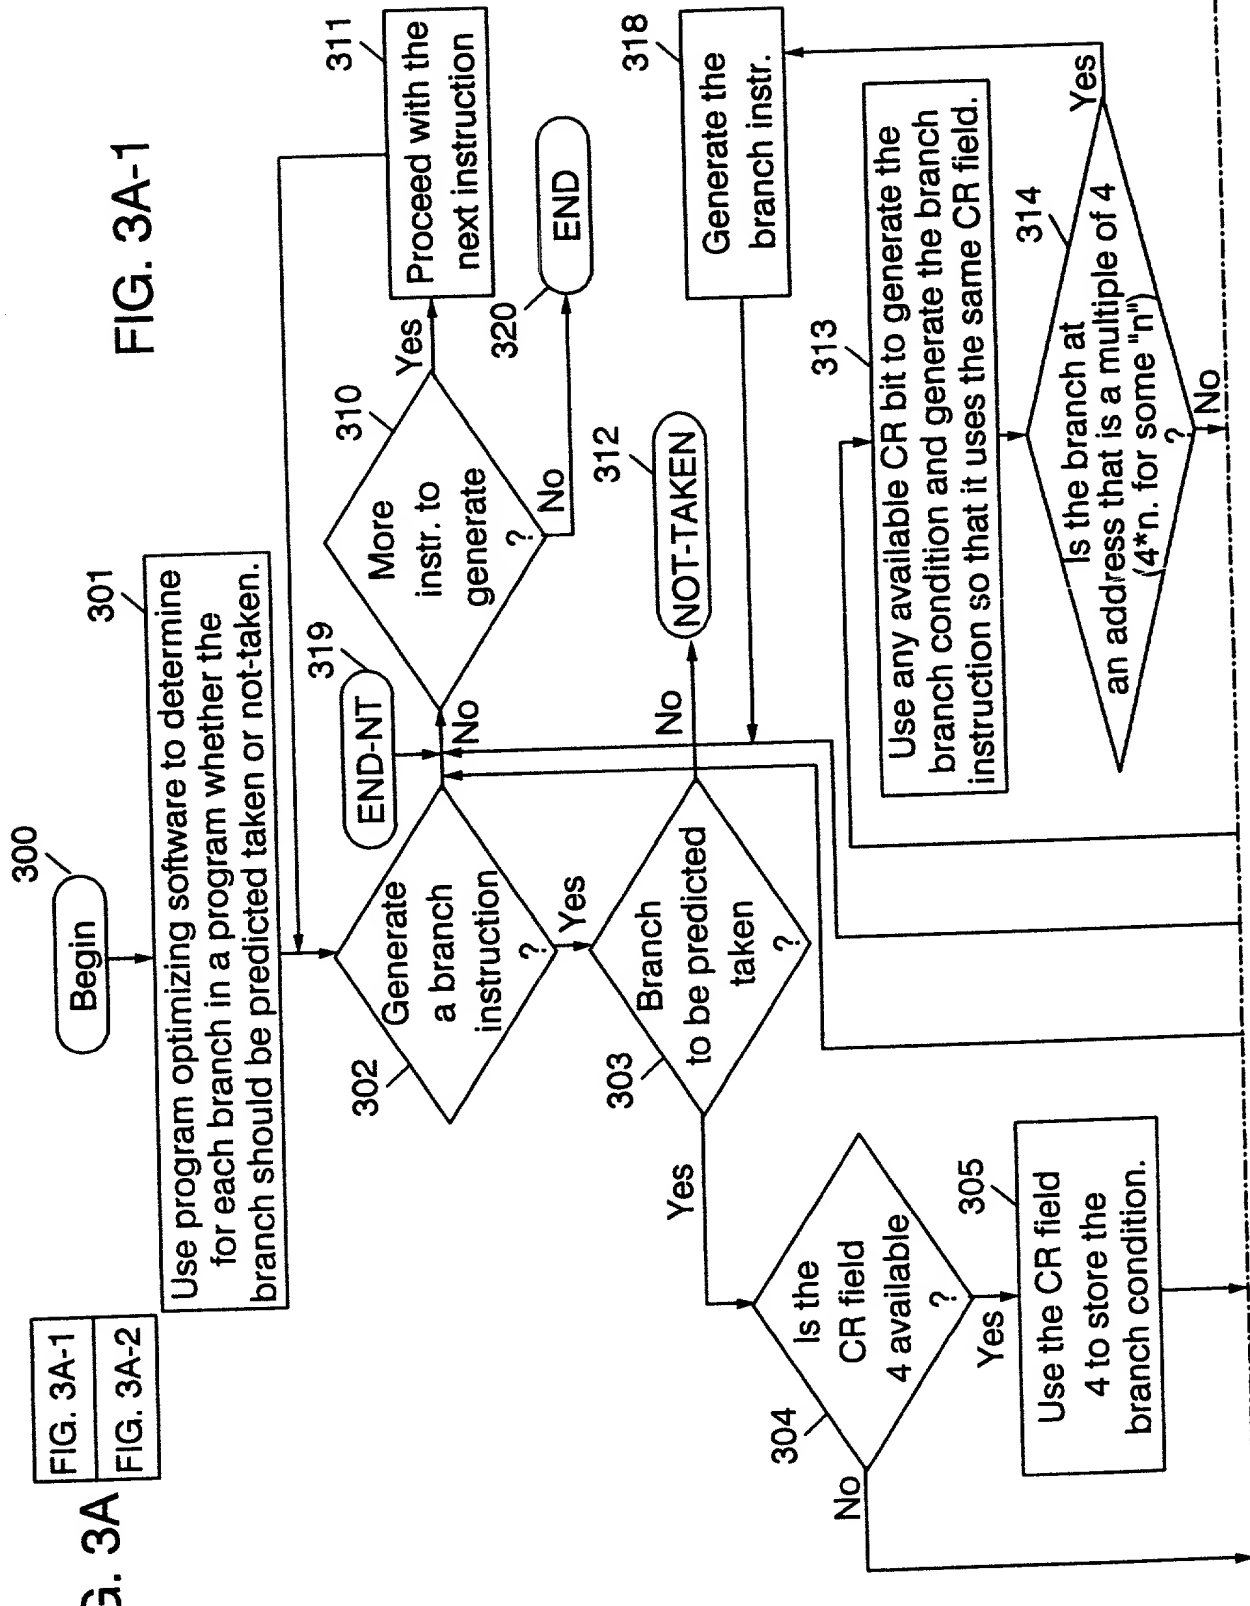 G. 3A
FIG. 3A-1
FIG. 3A-2
FIG. 3A-1
300
Begin
301
Use program optimizing software to determine
for each branch in a program whether the
branch should be predicted taken or not-taken.
302
Generate
a branch
instruction
?
No
Yes
END-NT
319
310
More
instr. to
generate
?
Yes
No
311
Proceed with the
next instruction
320
END
303
Branch
to be predicted
taken
?
No
Yes
312
NOT-TAKEN
318
Generate the
branch instr.
304
Is the
CR field
4 available
?
No
Yes
305
Use the CR field
4 to store the
branch condition.
313
Use any available CR bit to generate the
branch condition and generate the branch
instruction so that it uses the same CR field.
314
Is the branch at
an address that is a multiple of 4
(4*n. for some "n")
?
Yes
No